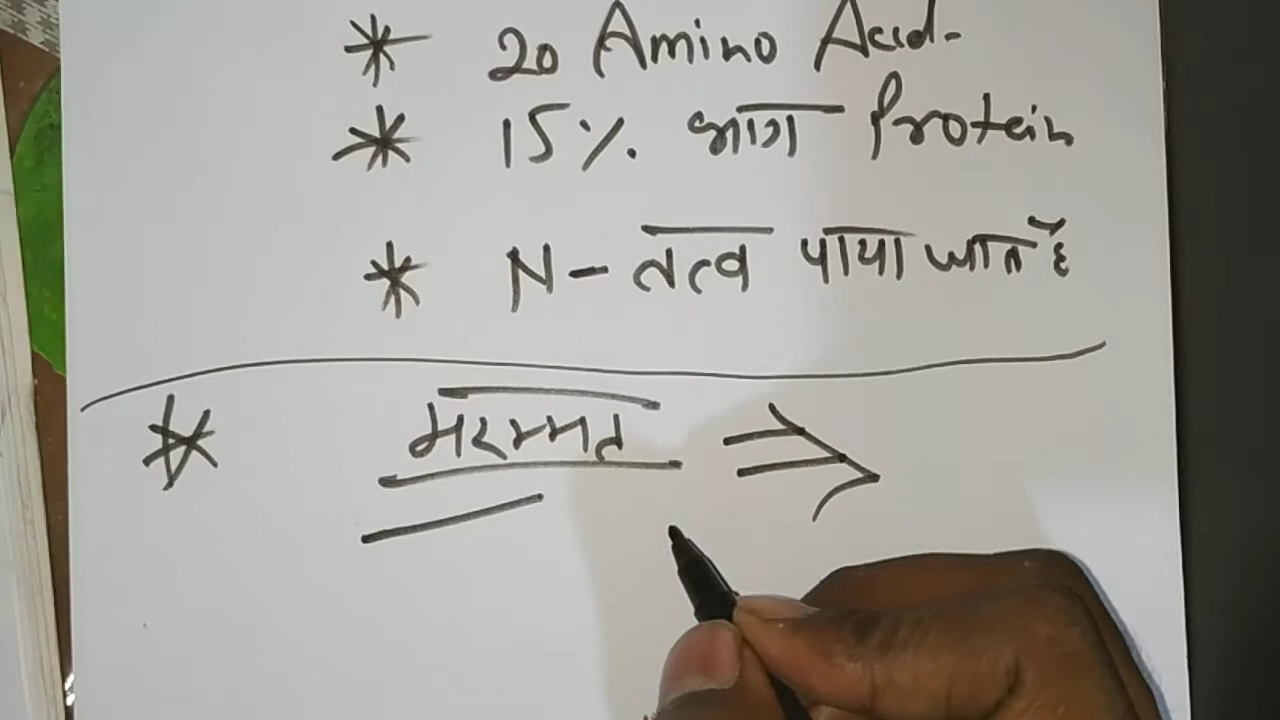 * 20 Amino Acid.
* 15% भाग Protein
* N - तत्व पाया जाता है
* मरम्मत ⇒